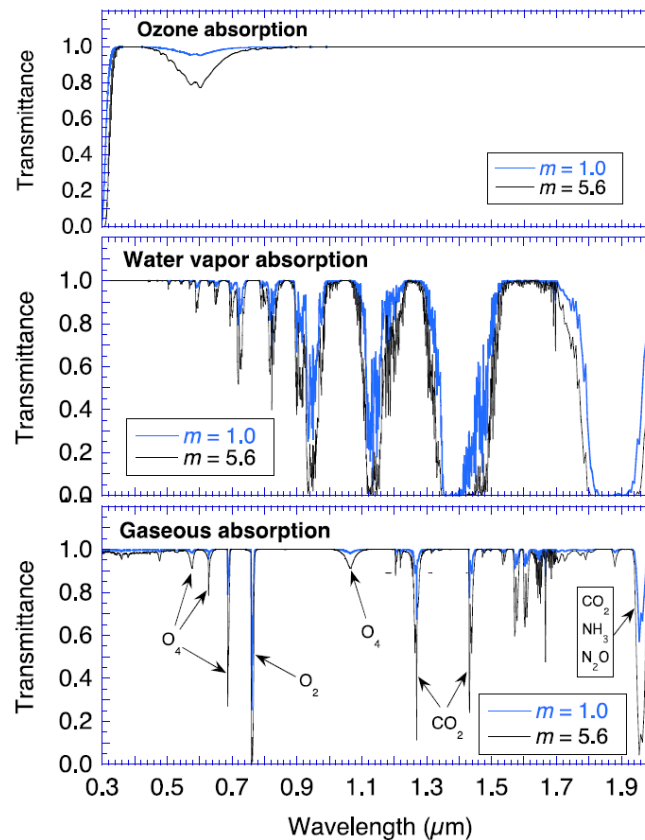 Ozone absorption
Transmittance
1.0
0.8
0.6
0.4
0.2
0.0
m = 1.0
m = 5.6
Water vapor absorption
Transmittance
1.0
0.8
0.6
0.4
0.2
0.0
m = 1.0
m = 5.6
Gaseous absorption
Transmittance
1.0
0.8
0.6
0.4
0.2
0.0
O₄
O₂
O₄
CO₂
CO₂
NH₃
N₂O
m = 1.0
m = 5.6
0.3 0.5 0.7 0.9 1.1 1.3 1.5 1.7 1.9
Wavelength (µm)